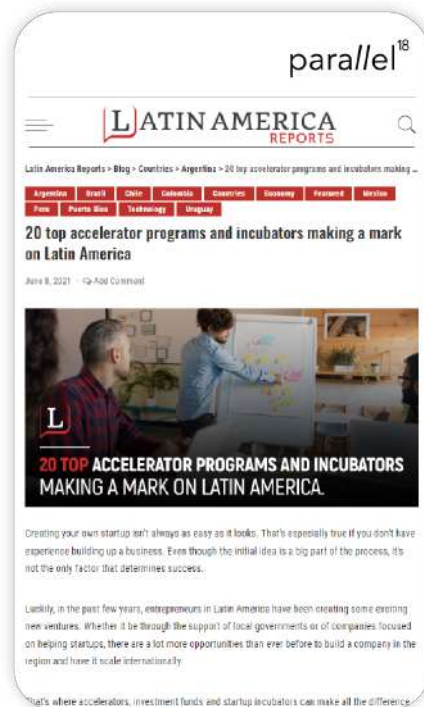 parallel18
LATIN AMERICA
REPORTS
Latin America Reports > Blog > Countries > Argentina > 20 top accelerator programs and incubators making ...
Argentina Brazil Chile Colombia Countries Economy Featured Mexico
Peru Puerto Rico Technology Uruguay
20 top accelerator programs and incubators making a mark
on Latin America
June 8, 2021 - Add Comment
L
20 TOP ACCELERATOR PROGRAMS AND INCUBATORS
MAKING A MARK ON LATIN AMERICA.
Creating your own startup isn't always as easy as it looks. That's especially true if you don't have
experience building up a business. Even though the initial idea is a big part of the process, it's
not the only factor that determines success.
Luckily, in the past few years, entrepreneurs in Latin America have been creating some exciting
new ventures. Whether it be through the support of local governments or of companies focused
on helping startups, there are a lot more opportunities than ever before to build a company in the
region and have it scale internationally.
That's where accelerators, investment funds and startup incubators can make all the difference.